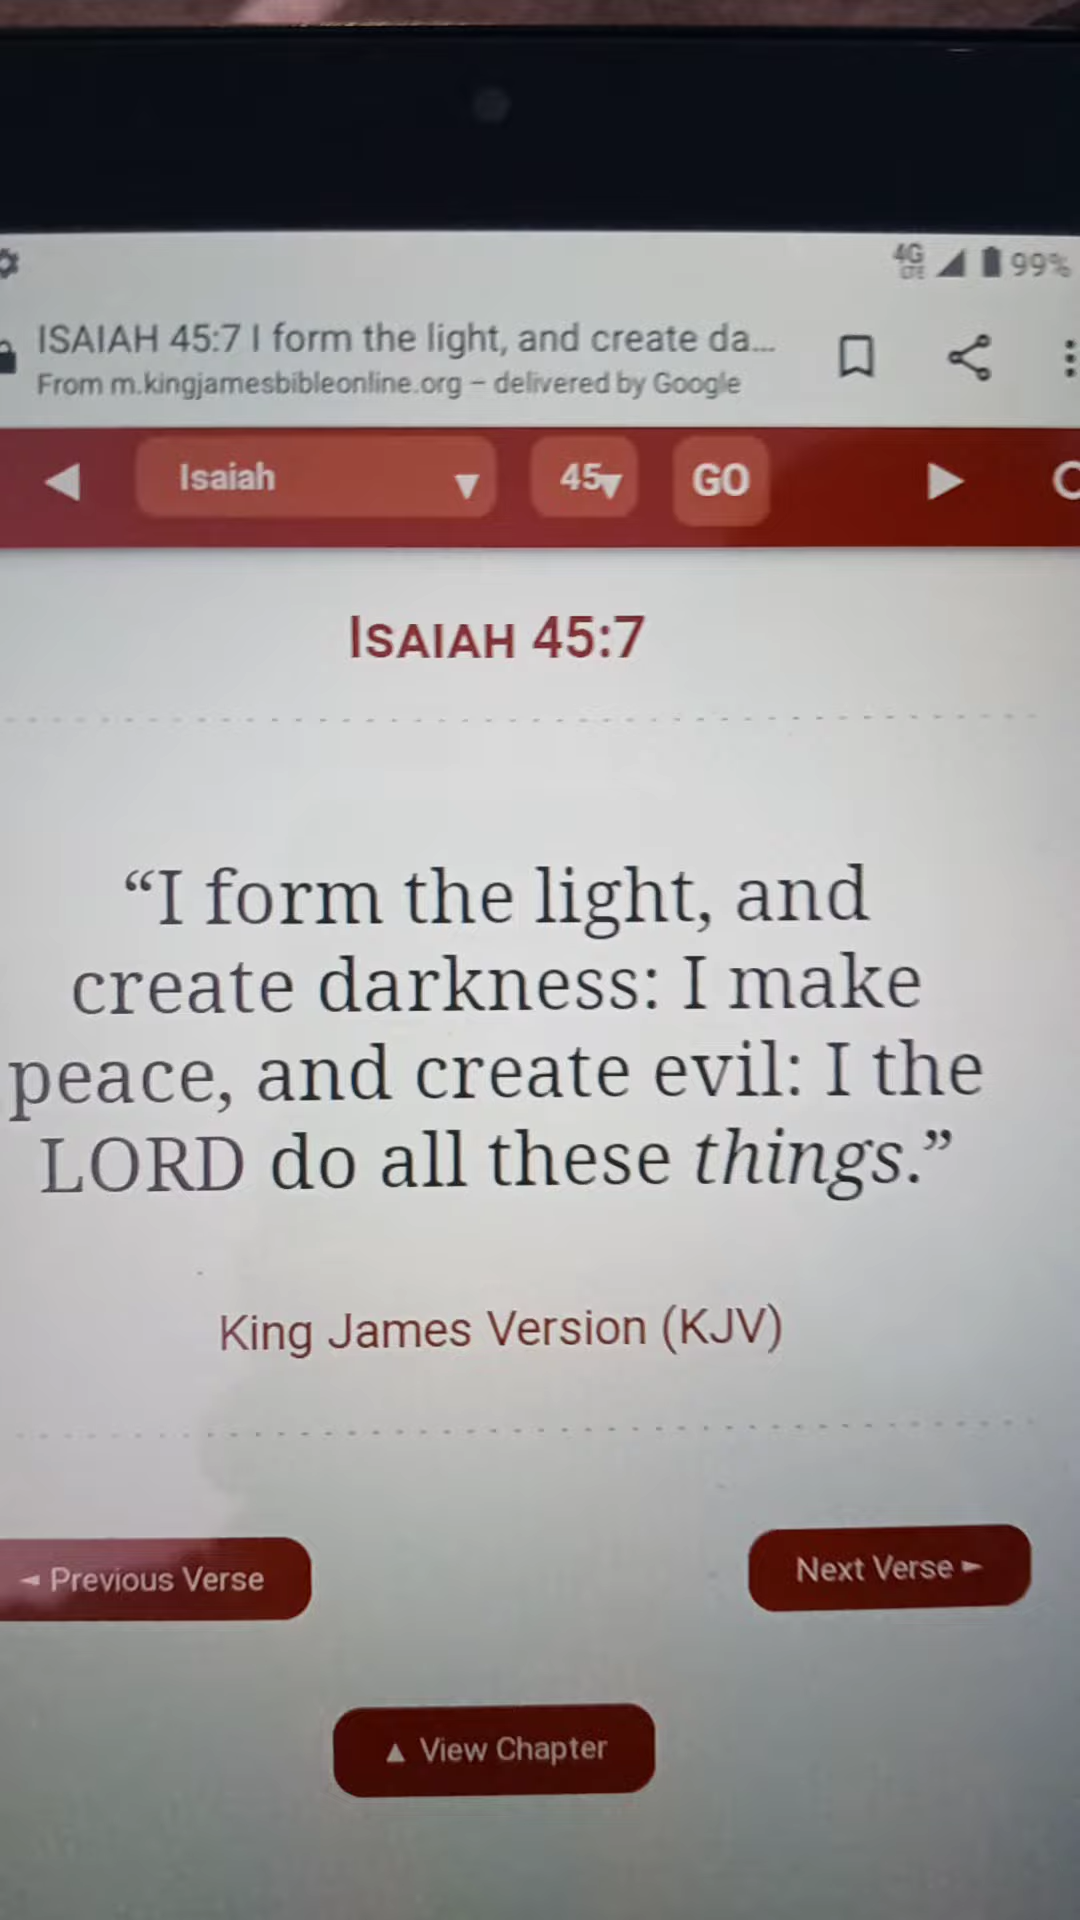 4G
LTE
99%
ISAIAH 45:7 I form the light, and create da...
From m.kingjamesbibleonline.org – delivered by Google
◀ Isaiah ▼ 45▼ GO ▶
ISAIAH 45:7
“I form the light, and
create darkness: I make
peace, and create evil: I the
LORD do all these things.”
King James Version (KJV)
◄ Previous Verse
Next Verse ►
▲ View Chapter